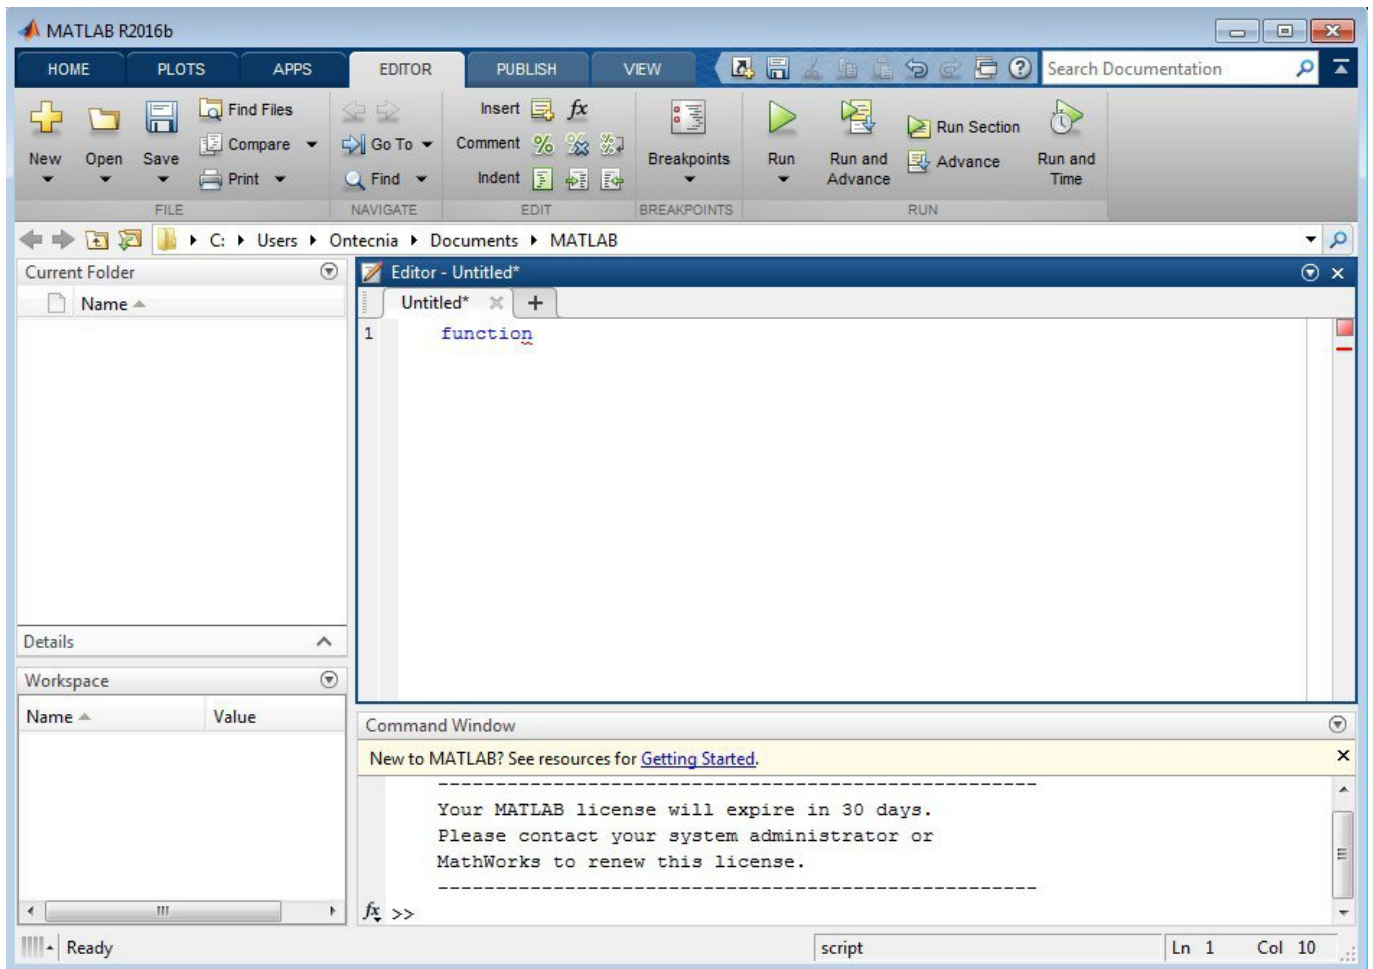 MATLAB R2016b
HOME PLOTS APPS EDITOR PUBLISH VIEW Search Documentation
Find Files Insert fx
New Open Save Compare Go To Comment Breakpoints Run Run and Advance Run Section Advance Run and Time
Print Find Indent
FILE NAVIGATE EDIT BREAKPOINTS RUN
C: Users Ontecnia Documents MATLAB
Current Folder
Name
Editor - Untitled*
Untitled*
1 function
Details
Workspace
Name Value
Command Window
New to MATLAB? See resources for Getting Started.
----------------------------------------------------
Your MATLAB license will expire in 30 days.
Please contact your system administrator or
MathWorks to renew this license.
----------------------------------------------------
fx >>
Ready script Ln 1 Col 10